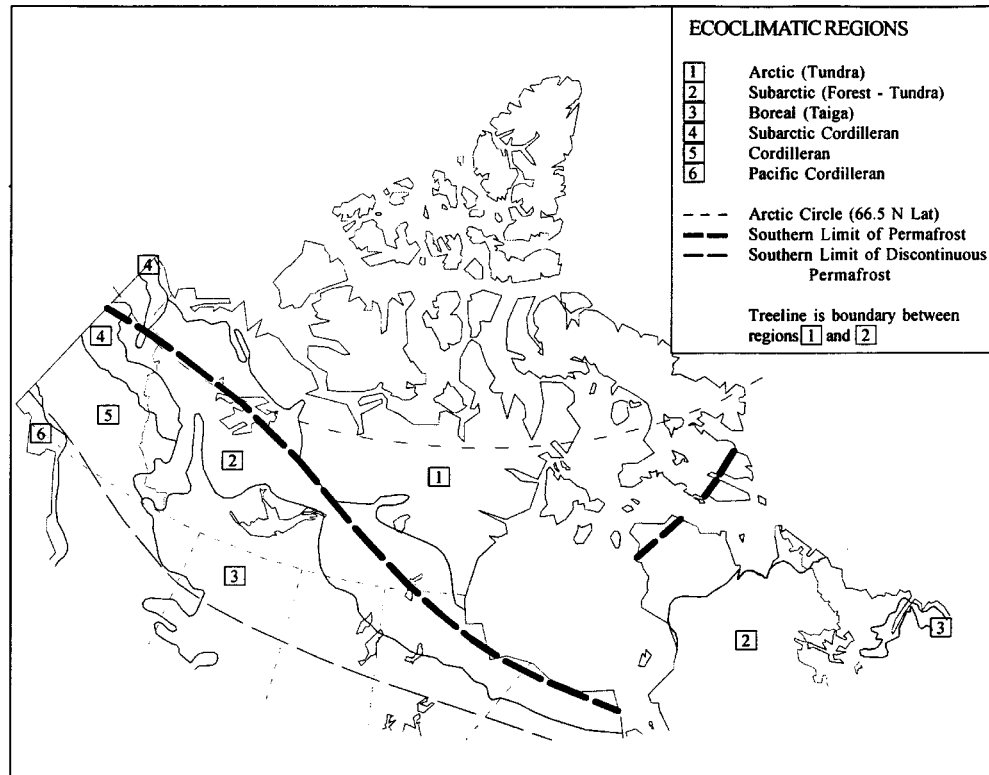 ECOCLIMATIC REGIONS
1 Arctic (Tundra)
2 Subarctic (Forest - Tundra)
3 Boreal (Taiga)
4 Subarctic Cordilleran
5 Cordilleran
6 Pacific Cordilleran
Arctic Circle (66.5 N Lat)
Southern Limit of Permafrost
Southern Limit of Discontinuous
Permafrost
Treeline is boundary between
regions 1 and 2
4
4
5
6
2
1
3
2
3